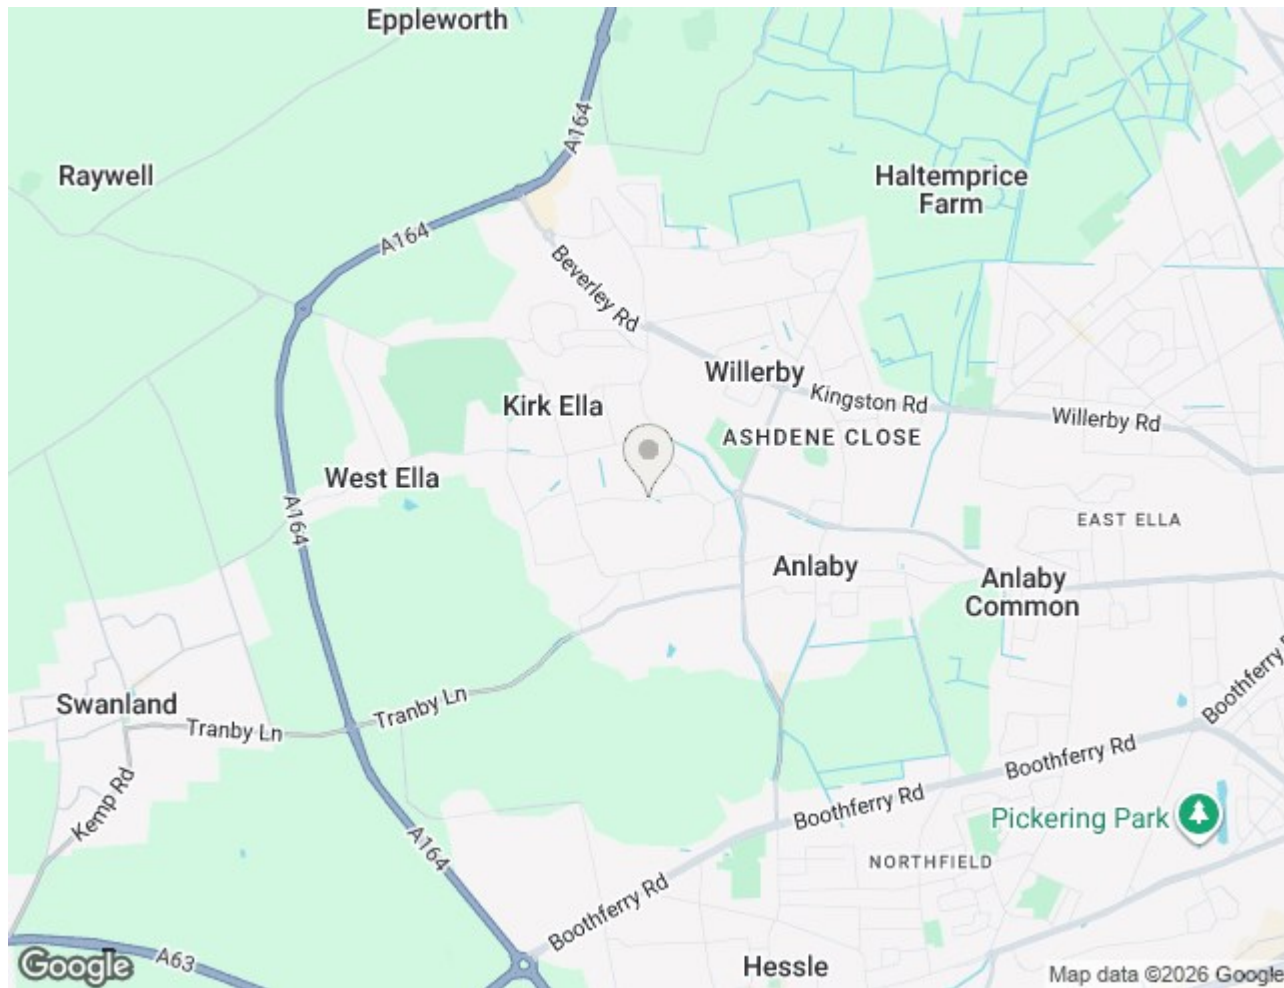 Eppleworth
A164
Raywell
Haltemprice
Farm
A164
Beverley Rd
Willerby
Kingston Rd
Willerby Rd
Kirk Ella
ASHDENE CLOSE
West Ella
A164
EAST ELLA
Anlaby
Anlaby
Common
Swanland
Tranby Ln
Tranby Ln
Boothferry R
Boothferry Rd
Kemp Rd
Boothferry Rd
Pickering Park
A164
NORTHFIELD
Boothferry Rd
A63
Google
Hessle
Map data ©2026 Google